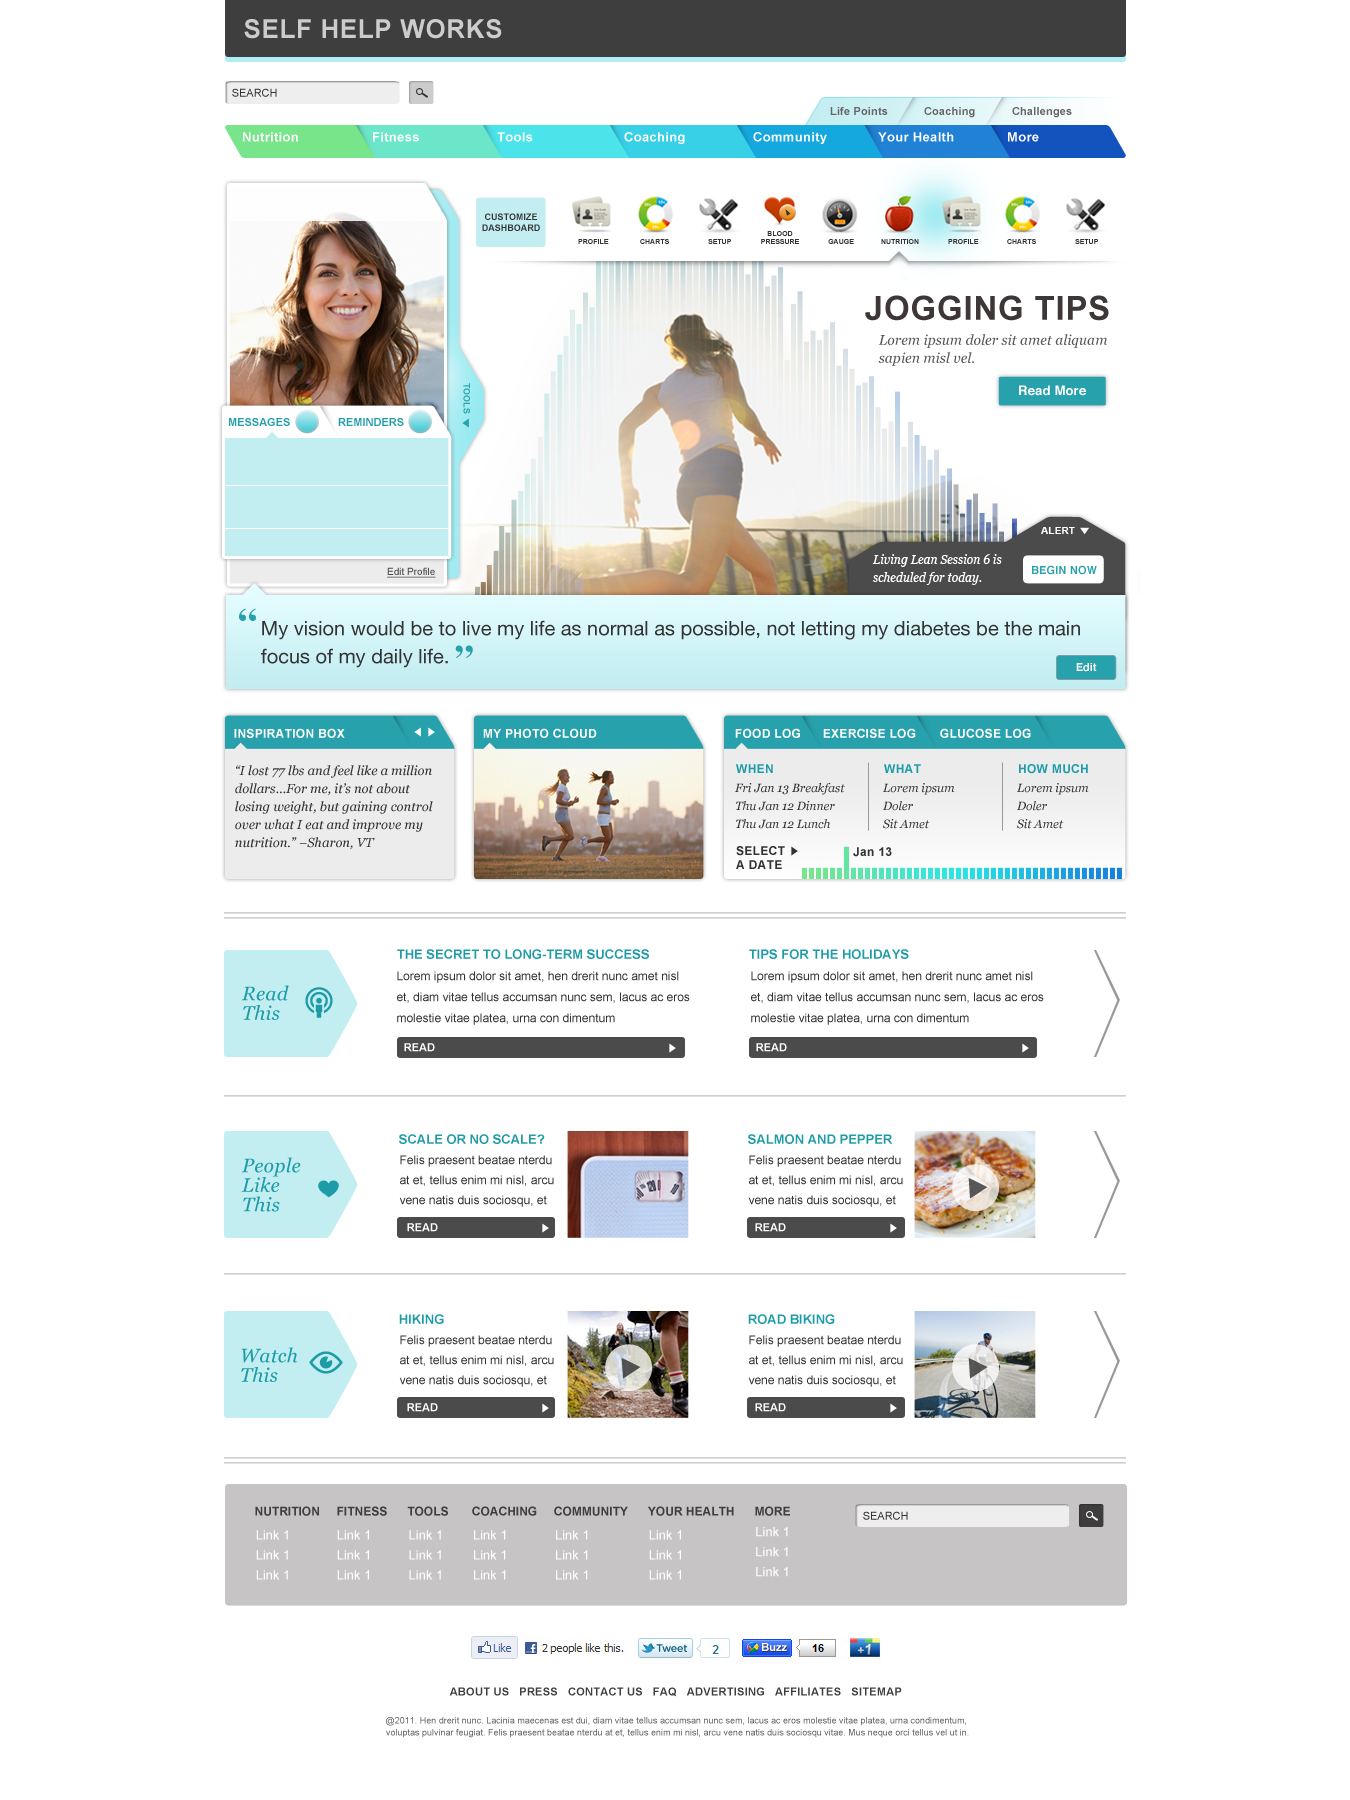 SELF HELP WORKS
SEARCH
Life Points Coaching Challenges
Nutrition Fitness Tools Coaching Community Your Health More
CUSTOMIZE
DASHBOARD
PROFILE CHARTS SETUP BLOOD PRESSURE GAUGE NUTRITION PROFILE CHARTS SETUP
JOGGING TIPS
Lorem ipsum doler sit amet aliquam
sapien misl vel.
Read More
TOOLS
MESSAGES REMINDERS
Edit Profile
ALERT
Living Lean Session 6 is
scheduled for today.
BEGIN NOW
“My vision would be to live my life as normal as possible, not letting my diabetes be the main
focus of my daily life.”
Edit
INSPIRATION BOX
“I lost 77 lbs and feel like a million
dollars...For me, it’s not about
losing weight, but gaining control
over what I eat and improve my
nutrition.” –Sharon, VT
MY PHOTO CLOUD
FOOD LOG EXERCISE LOG GLUCOSE LOG
WHEN WHAT HOW MUCH
Fri Jan 13 Breakfast Lorem ipsum Lorem ipsum
Thu Jan 12 Dinner Doler Doler
Thu Jan 12 Lunch Sit Amet Sit Amet
SELECT
A DATE
Jan 13
Read
This
THE SECRET TO LONG-TERM SUCCESS
Lorem ipsum dolor sit amet, hen drerit nunc amet nisl
et, diam vitae tellus accumsan nunc sem, lacus ac eros
molestie vitae platea, urna con dimentum
READ
TIPS FOR THE HOLIDAYS
Lorem ipsum dolor sit amet, hen drerit nunc amet nisl
et, diam vitae tellus accumsan nunc sem, lacus ac eros
molestie vitae platea, urna con dimentum
READ
People
Like
This
SCALE OR NO SCALE?
Felis praesent beatae nterdu
at et, tellus enim mi nisl, arcu
vene natis duis sociosqu, et
READ
SALMON AND PEPPER
Felis praesent beatae nterdu
at et, tellus enim mi nisl, arcu
vene natis duis sociosqu, et
READ
Watch
This
HIKING
Felis praesent beatae nterdu
at et, tellus enim mi nisl, arcu
vene natis duis sociosqu, et
READ
ROAD BIKING
Felis praesent beatae nterdu
at et, tellus enim mi nisl, arcu
vene natis duis sociosqu, et
READ
NUTRITION FITNESS TOOLS COACHING COMMUNITY YOUR HEALTH MORE
Link 1 Link 1 Link 1 Link 1 Link 1 Link 1 Link 1
Link 1 Link 1 Link 1 Link 1 Link 1 Link 1 Link 1
Link 1 Link 1 Link 1 Link 1 Link 1 Link 1 Link 1
SEARCH
Like 2 people like this. Tweet 2 Buzz 16 +1
ABOUT US PRESS CONTACT US FAQ ADVERTISING AFFILIATES SITEMAP
@2011. Hen drerit nunc. Lacinia maecenas est dui, diam vitae tellus accumsan nunc sem, lacus ac eros molestie vitae platea, urna condimentum,
voluptas pulvinar feugiat. Felis praesent beatae nterdu at et, tellus enim mi nisl, arcu vene natis duis sociosqu vitae. Mus neque orci tellus vel ut in.